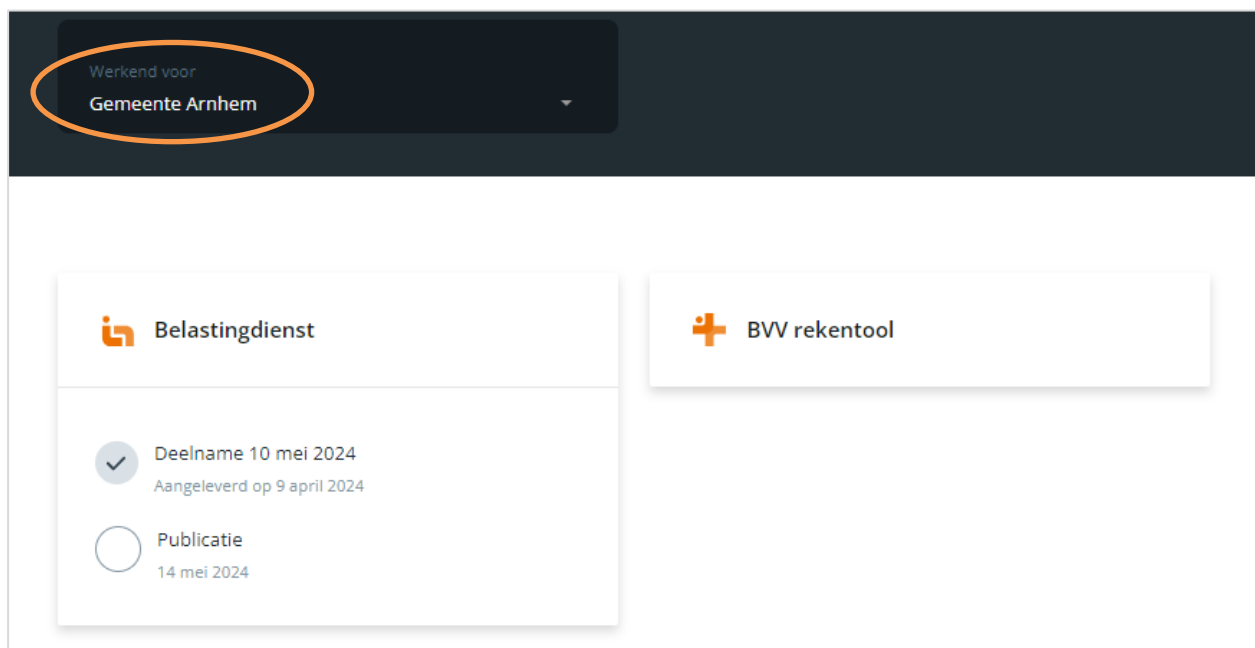 Werkend voor
Gemeente Arnhem
Belastingdienst
Deelname 10 mei 2024
Aangeleverd op 9 april 2024
Publicatie
14 mei 2024
BVV rekentool